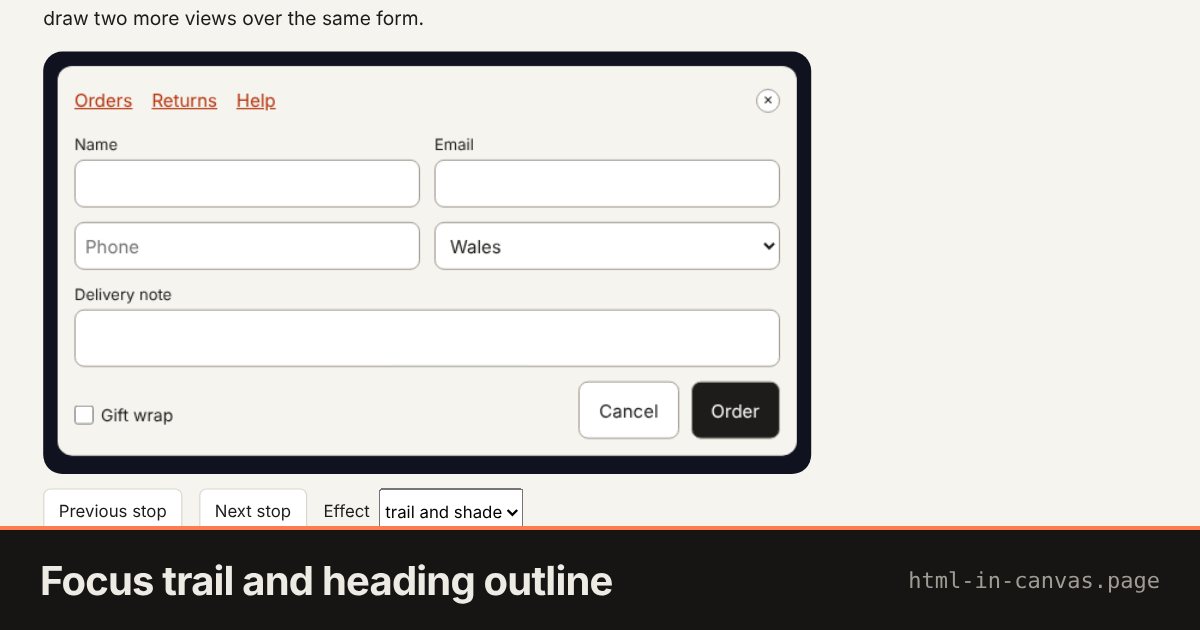 draw two more views over the same form.
Orders Returns Help ×
Name Email
Phone Wales
Delivery note
Gift wrap Cancel Order
Previous stop Next stop Effect trail and shade
Focus trail and heading outline html-in-canvas.page